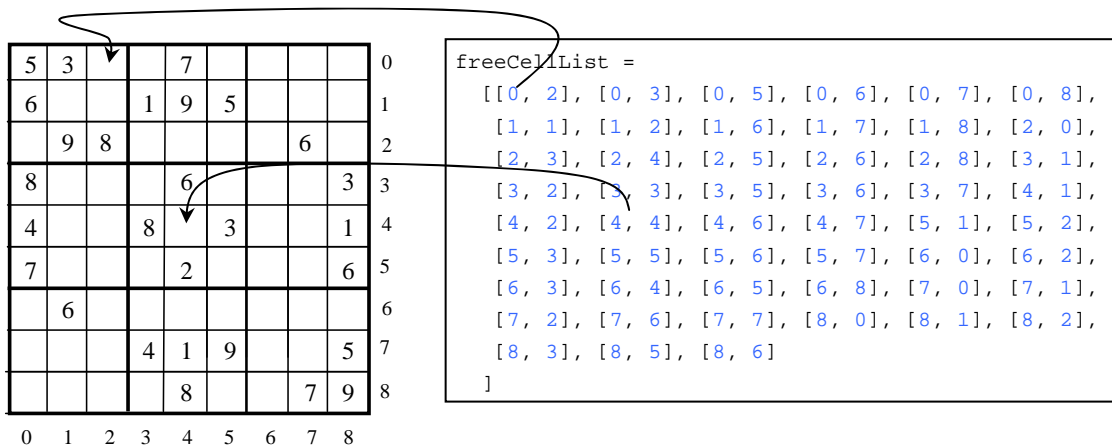 5 3 7 0
6 1 9 5 1
9 8 6 2
8 6 3 3
4 8 3 1 4
7 2 6 5
6 6
4 1 9 5 7
8 7 9 8
0 1 2 3 4 5 6 7 8
freeCellList =
[[0, 2], [0, 3], [0, 5], [0, 6], [0, 7], [0, 8],
[1, 1], [1, 2], [1, 6], [1, 7], [1, 8], [2, 0],
[2, 3], [2, 4], [2, 5], [2, 6], [2, 8], [3, 1],
[3, 2], [3, 3], [3, 5], [3, 6], [3, 7], [4, 1],
[4, 2], [4, 4], [4, 6], [4, 7], [5, 1], [5, 2],
[5, 3], [5, 5], [5, 6], [5, 7], [6, 0], [6, 2],
[6, 3], [6, 4], [6, 5], [6, 8], [7, 0], [7, 1],
[7, 2], [7, 6], [7, 7], [8, 0], [8, 1], [8, 2],
[8, 3], [8, 5], [8, 6]
]